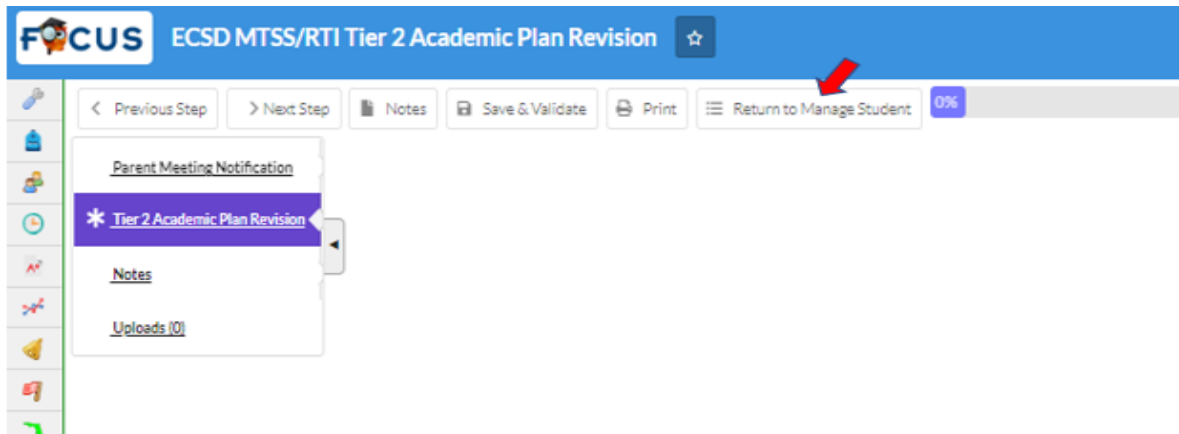 FOCUS ECSD MTSS/RTI Tier 2 Academic Plan Revision
Previous Step Next Step Notes Save & Validate Print Return to Manage Student 0%
Parent Meeting Notification
Tier 2 Academic Plan Revision
Notes
Uploads (0)